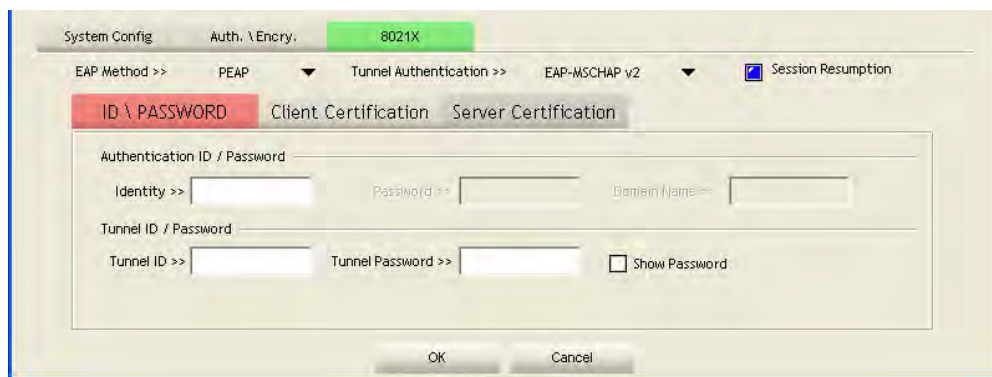 System Config Auth. \ Encry. 8021X
EAP Method >> PEAP Tunnel Authentication >> EAP-MSCHAP v2 Session Resumption
ID \ PASSWORD Client Certification Server Certification
Authentication ID / Password
Identity >> Password >> Domain Name >>
Tunnel ID / Password
Tunnel ID >> Tunnel Password >> Show Password
OK Cancel